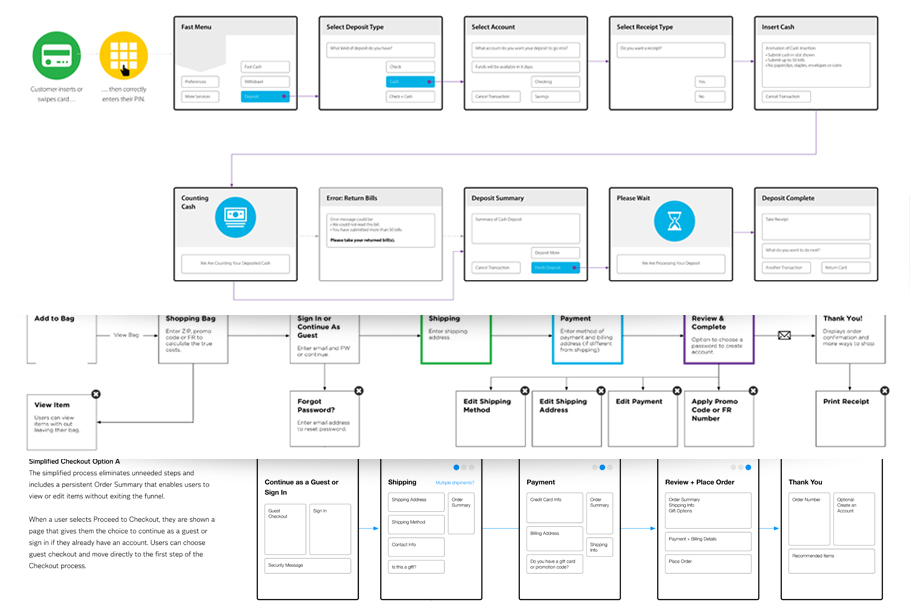 Customer inserts or
swipes card....
.... then correctly
enters their PIN.
Fast Menu
Fast Cash
Preferences
Withdrawl
More Services
Deposit
Select Deposit Type
What kind of deposit do you have?
Check
Cash
Check + Cash
Select Account
What account do you want your deposit to go into?
Funds will be available in X days.
Checking
Cancel Transaction
Savings
Select Receipt Type
Do you want a receipt?
Yes
No
Insert Cash
Animation of Cash Insertion
• Submit cash in slot shown
• Submit up to 50 bills
• No paperclips, staples, envelopes or coins
Cancel Transaction
Counting
Cash
We Are Counting Your Deposited Cash
Error: Return Bills
Error message could be:
• We could not read this bill.
• You have submitted more than 50 bills
Please take your returned bill(s).
Deposit Summary
Summary of Cash Deposit
Deposit More
Cancel Transaction
Finish Deposit
Please Wait
We Are Processing Your Deposit
Deposit Complete
Take Receipt
What do you want to do next?
Another Transaction
Return Card
Add to Bag
View Bag
Shopping Bag
Enter ZIP, promo
code or FR to
calculate the true
costs.
Sign In or
Continue As
Guest
Enter email and PW
or continue.
Shipping
Enter shipping
address.
Payment
Enter method of
payment and billing
address (if different
from shipping)
Review &
Complete
Option to choose a
password to create
account.
Thank You!
Displays order
confirmation and
more ways to shop
View Item
Users can view
items with out
leaving their bag.
Forgot
Password?
Enter email address
to reset password.
Edit Shipping
Method
Edit Shipping
Address
Edit Payment
Apply Promo
Code or FR
Number
Print Receipt
Simplified Checkout Option A
The simplified process eliminates unneeded steps and
includes a persistent Order Summary that enables users to
view or edit items without exiting the funnel.
When a user selects Proceed to Checkout, they are shown a
page that gives them the choice to continue as a guest or
sign in if they already have an account. Users can choose
guest checkout and move directly to the first step of the
Checkout process.
Continue as a Guest or
Sign In
Guest
Checkout
Sign In
Security Message
Shipping
Multiple shipments?
Shipping Address
Order
Summary
Shipping Method
Contact Info
Is this a gift?
Payment
Credit Card Info
Order
Summary
Billing Address
Shipping
Info
Do you have a gift card
or promotion code?
Review + Place Order
Order Summary
Shipping Info
Gift Options
Payment + Billing Details
Place Order
Thank You
Order Number
Optional
Create an
Account
Recommended Items